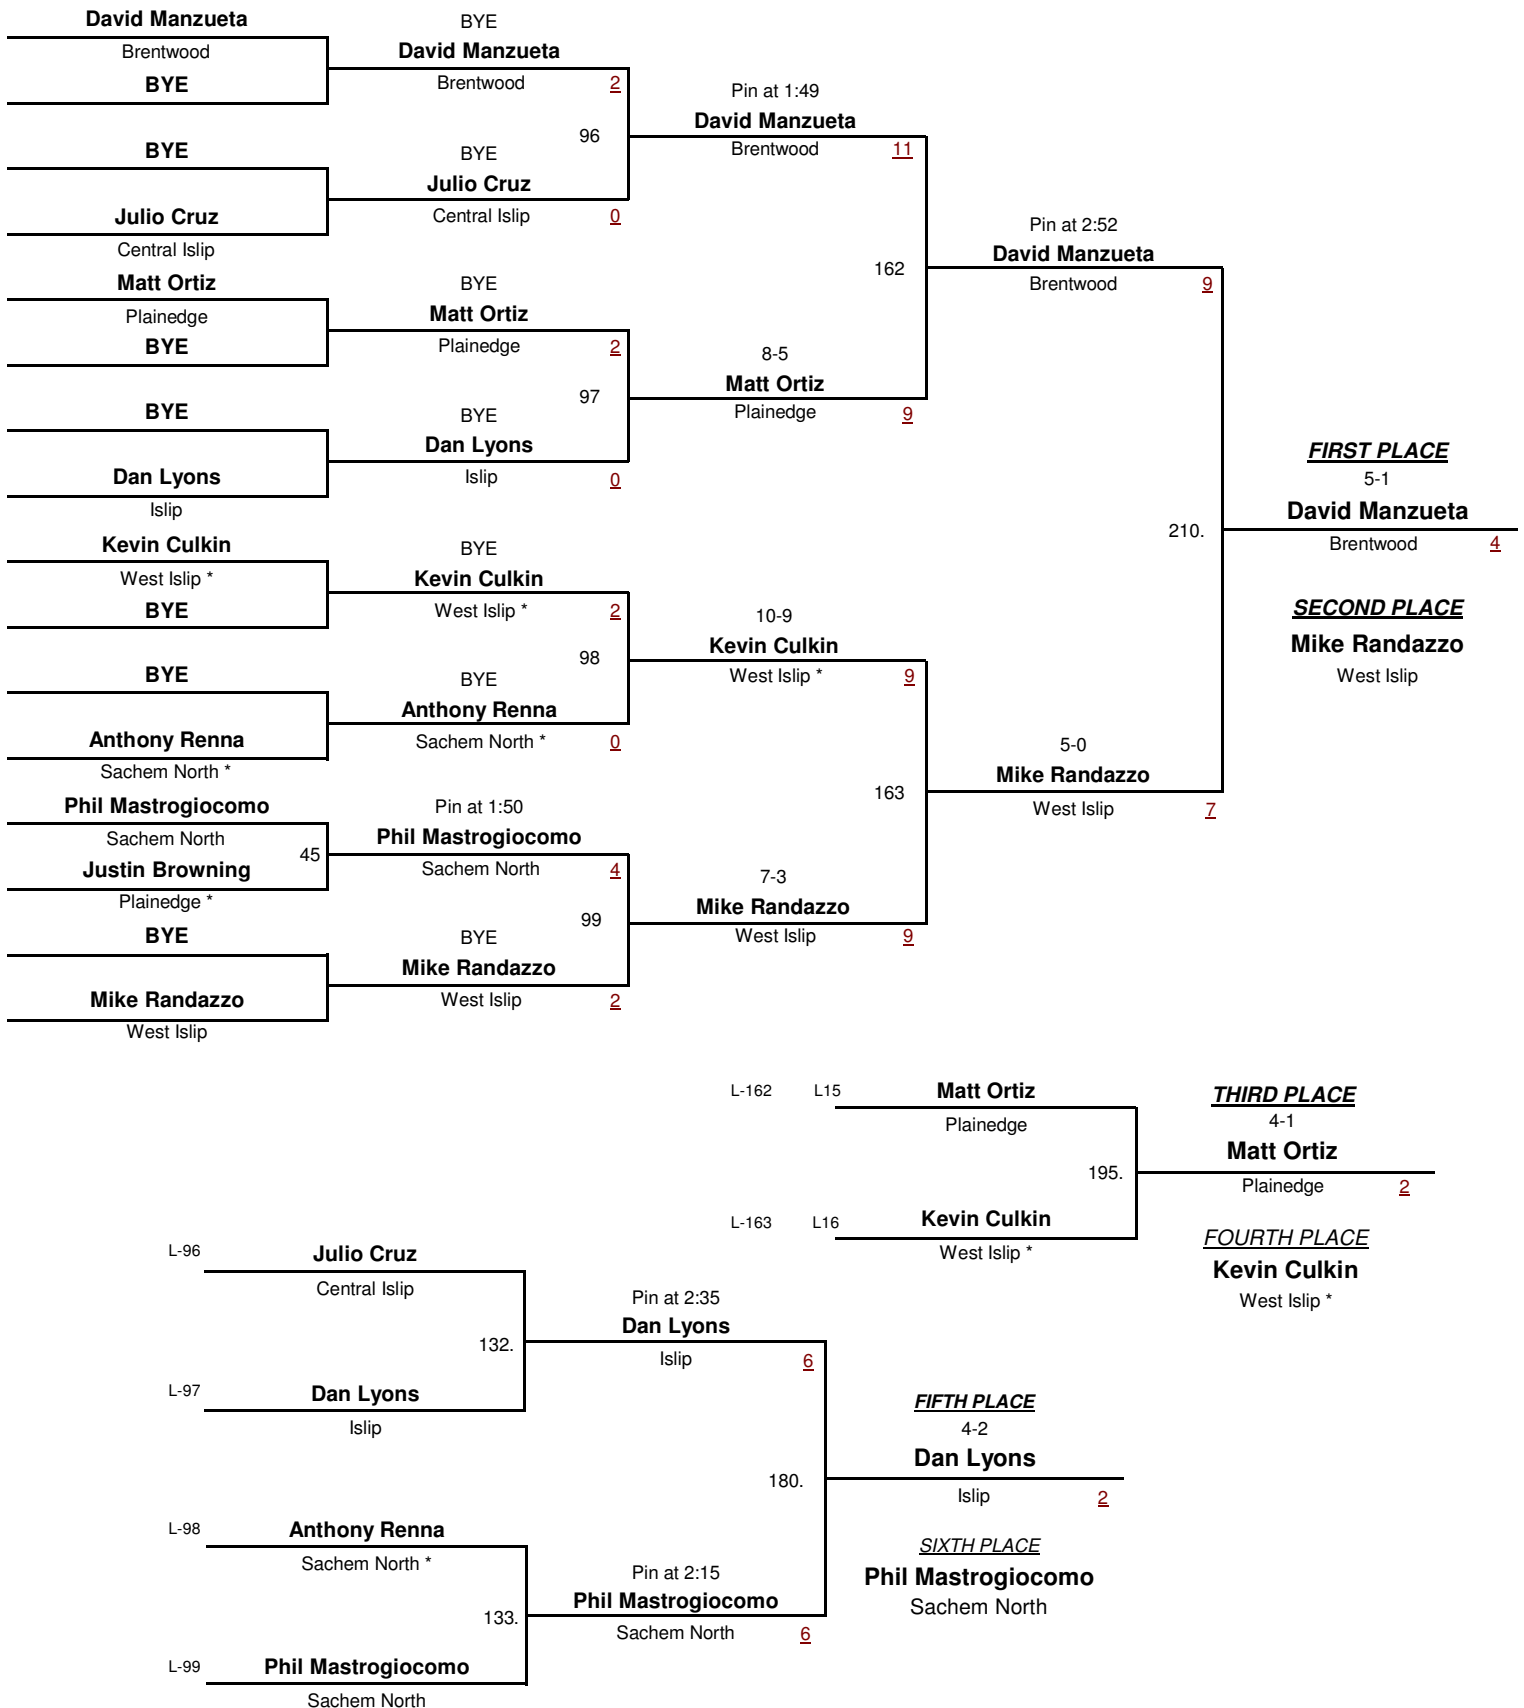 David Manzueta
Brentwood
BYE
BYE
Julio Cruz
Central Islip
Matt Ortiz
Plainedge
BYE
BYE
Dan Lyons
Islip
Kevin Culkin
West Islip *
BYE
BYE
Anthony Renna
Sachem North *
Phil Mastrogiocomo
Sachem North
45
Justin Browning
Plainedge *
BYE
Mike Randazzo
West Islip
BYE
David Manzueta
Brentwood
2
96
BYE
Julio Cruz
Central Islip
0
BYE
Matt Ortiz
Plainedge
2
97
BYE
Dan Lyons
Islip
0
BYE
Kevin Culkin
West Islip *
2
98
BYE
Anthony Renna
Sachem North *
0
Pin at 1:50
Phil Mastrogiocomo
Sachem North
4
99
BYE
Mike Randazzo
West Islip
2
Pin at 1:49
David Manzueta
Brentwood
11
162
8-5
Matt Ortiz
Plainedge
9
10-9
Kevin Culkin
West Islip *
9
163
7-3
Mike Randazzo
West Islip
9
Pin at 2:52
David Manzueta
Brentwood
9
210.
5-0
Mike Randazzo
West Islip
7
FIRST PLACE
5-1
David Manzueta
Brentwood
4
SECOND PLACE
Mike Randazzo
West Islip
L-162
L15
Matt Ortiz
Plainedge
195.
L-163
L16
Kevin Culkin
West Islip *
THIRD PLACE
4-1
Matt Ortiz
Plainedge
2
FOURTH PLACE
Kevin Culkin
West Islip *
L-96
Julio Cruz
Central Islip
132.
L-97
Dan Lyons
Islip
L-98
Anthony Renna
Sachem North *
133.
L-99
Phil Mastrogiocomo
Sachem North
Pin at 2:35
Dan Lyons
Islip
6
180.
Pin at 2:15
Phil Mastrogiocomo
Sachem North
6
FIFTH PLACE
4-2
Dan Lyons
Islip
2
SIXTH PLACE
Phil Mastrogiocomo
Sachem North